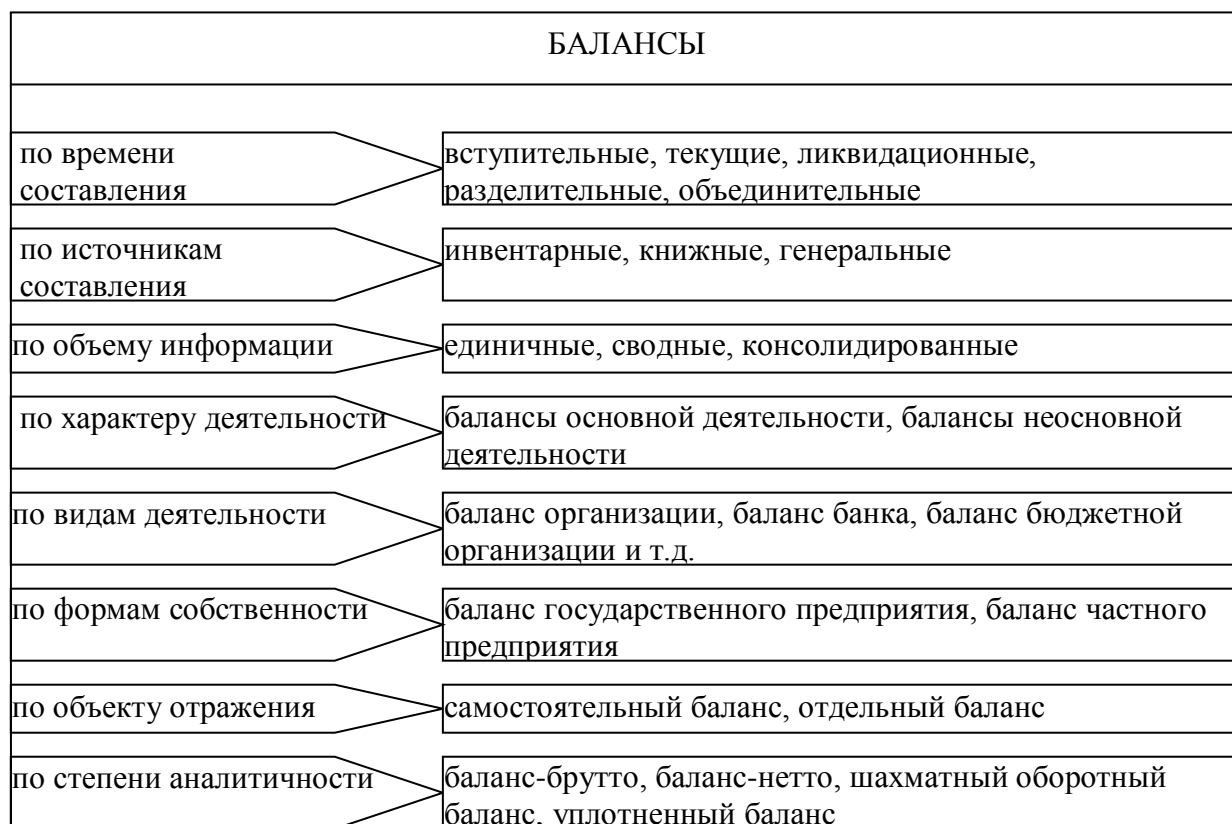 БАЛАНСЫ
по времени
составления
вступительные, текущие, ликвидационные,
разделительные, объединительные
по источникам
составления
инвентарные, книжные, генеральные
по объему информации
единичные, сводные, консолидированные
по характеру деятельности
балансы основной деятельности, балансы неосновной
деятельности
по видам деятельности
баланс организации, баланс банка, баланс бюджетной
организации и т.д.
по формам собственности
баланс государственного предприятия, баланс частного
предприятия
по объекту отражения
самостоятельный баланс, отдельный баланс
по степени аналитичности
баланс-брутто, баланс-нетто, шахматный оборотный
баланс, уплотненный баланс